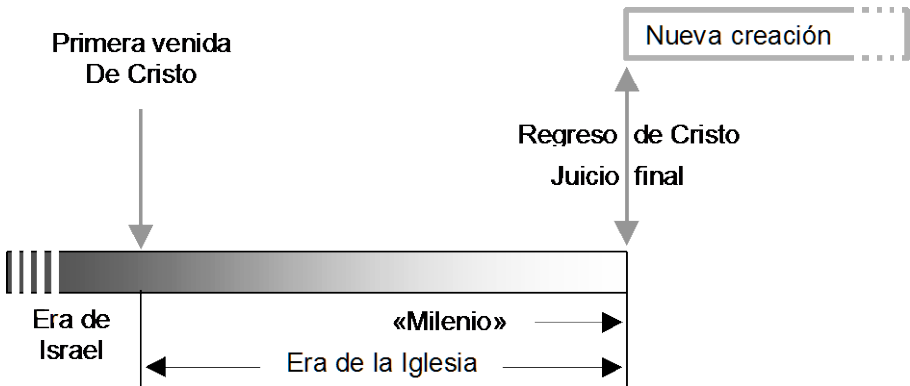 Nueva creación
Primera venida
De Cristo
Regreso de Cristo
Juicio final
Era de
Israel
«Milenio»
Era de la Iglesia